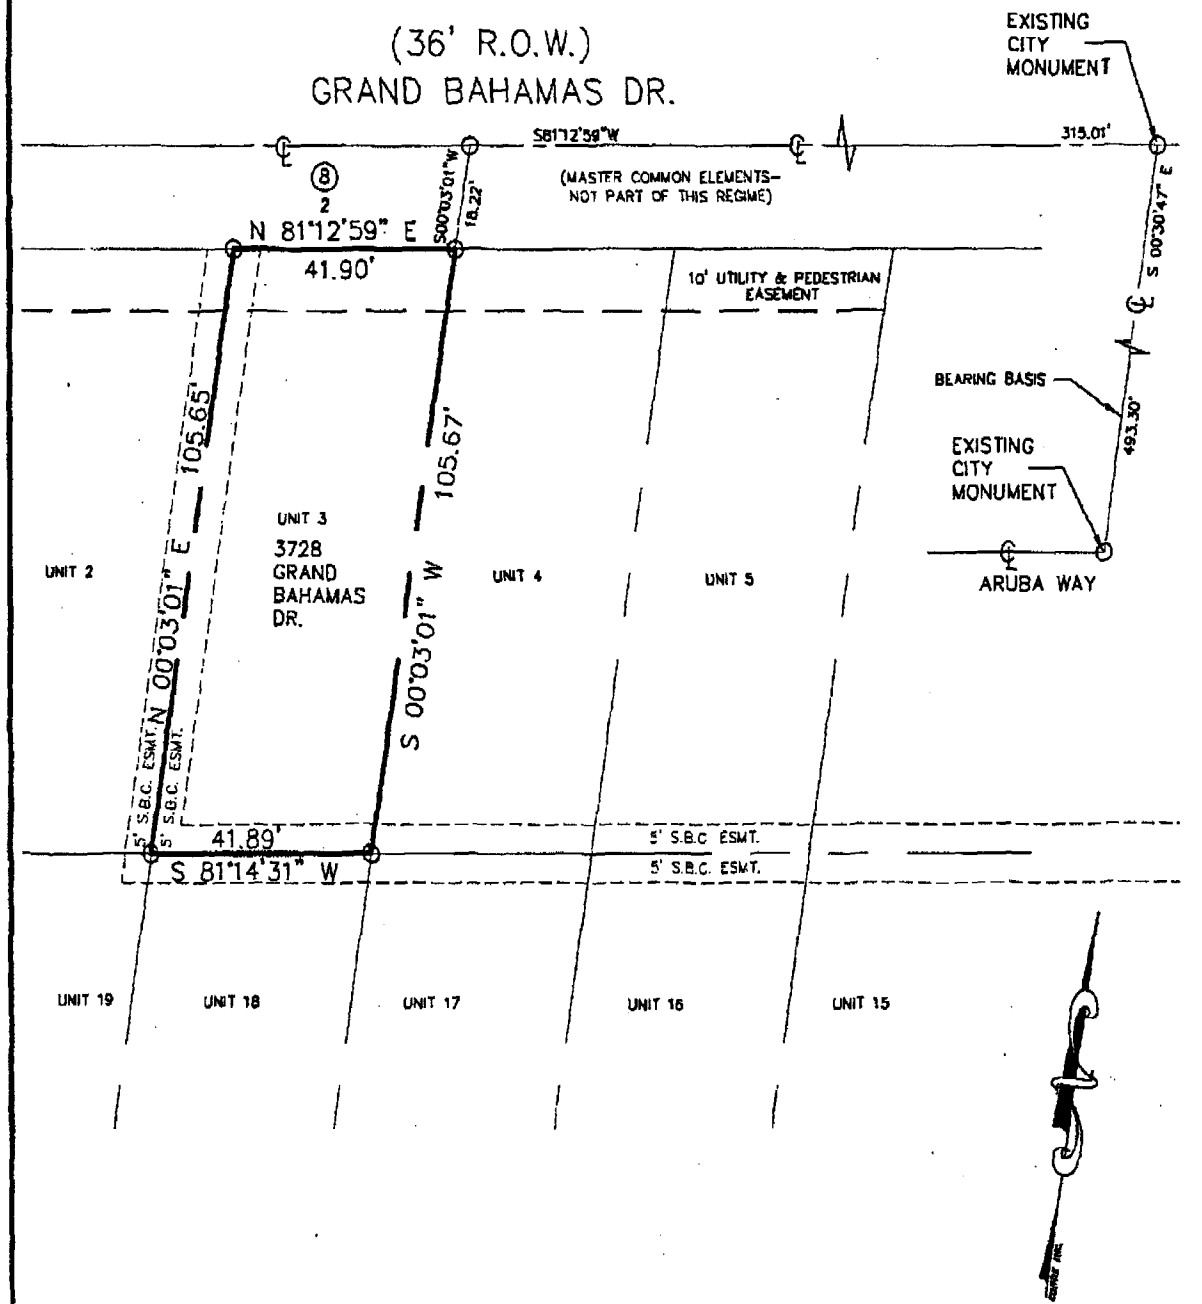 (36' R.O.W.)
GRAND BAHAMAS DR.
EXISTING
CITY
MONUMENT
S81°12'59"W
315.01'
8
2
(MASTER COMMON ELEMENTS-
NOT PART OF THIS REGIME)
S00°03'01"W
18.22'
S 00°30'47" E
N 81°12'59" E
41.90'
10' UTILITY & PEDESTRIAN
EASEMENT
BEARING BASIS
493.30'
105.65'
N 00°03'01" E
105.67'
S 00°03'01" W
EXISTING
CITY
MONUMENT
ARUBA WAY
UNIT 2
UNIT 3
3728
GRAND
BAHAMAS
DR.
UNIT 4
UNIT 5
5' S.B.C. ESMT.
5' S.B.C. ESMT.
41.89'
S 81°14'31" W
5' S.B.C ESMT.
5' S.B.C. ESMT.
UNIT 19
UNIT 18
UNIT 17
UNIT 16
UNIT 15